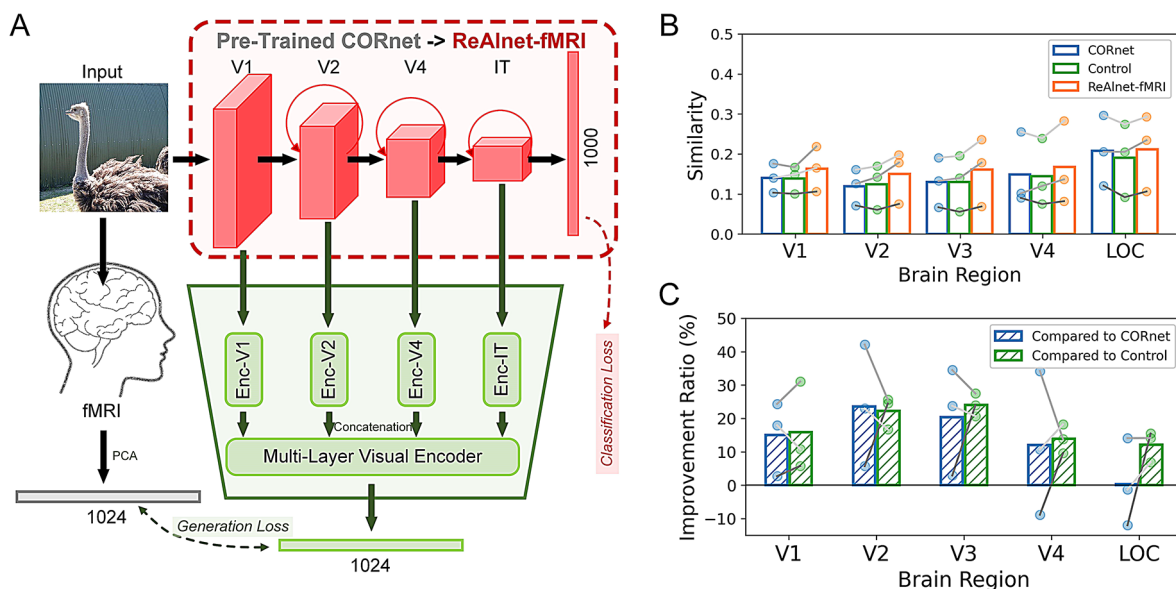 A
Pre-Trained CORnet -> ReAlnet-fMRI
Input
V1
V2
V4
IT
1000
Enc-V1
Enc-V2
Enc-V4
Enc-IT
Concatenation
Multi-Layer Visual Encoder
Classification Loss
fMRI
PCA
1024
Generation Loss
1024
B
0.5
0.4
0.3
0.2
0.1
0.0
Similarity
CORnet
Control
ReAlnet-fMRI
V1
V2
V3
V4
LOC
Brain Region
C
50
40
30
20
10
0
−10
Improvement Ratio (%)
Compared to CORnet
Compared to Control
V1
V2
V3
V4
LOC
Brain Region